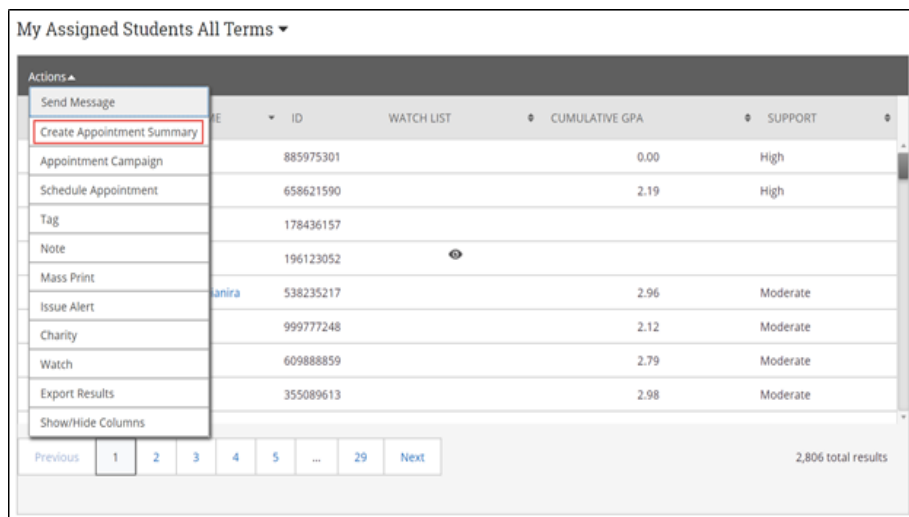 My Assigned Students All Terms
Actions
Send Message
Create Appointment Summary
Appointment Campaign
Schedule Appointment
Tag
Note
Mass Print
Issue Alert
Charity
Watch
Export Results
Show/Hide Columns
ID WATCH LIST CUMULATIVE GPA SUPPORT
885975301 0.00 High
658621590 2.19 High
178436157
196123052
538235217 2.96 Moderate
999777248 2.12 Moderate
609888859 2.79 Moderate
355089613 2.98 Moderate
Previous 1 2 3 4 5 ... 29 Next 2,806 total results